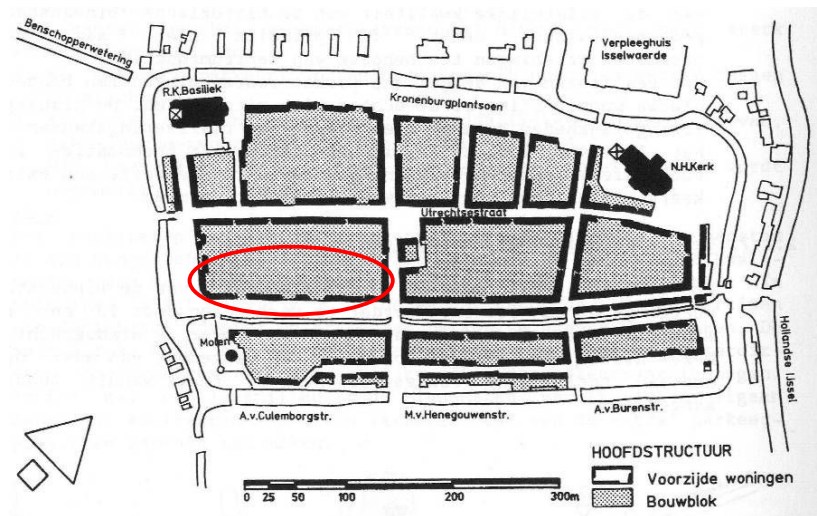 Benschopperwetering
R.K.Basiliek
Kronenburgplantsoen
Verpleeghuis
Isselwaerde
N.H.Kerk
Utrechtsestraat
Molen
Hollandse IJssel
A.v.Culemborgstr.
M.v.Henegouwenstr.
A.v.Burenstr.
HOOFDSTRUCTUUR
Voorzijde woningen
Bouwblok
0 25 50 100 200 300m